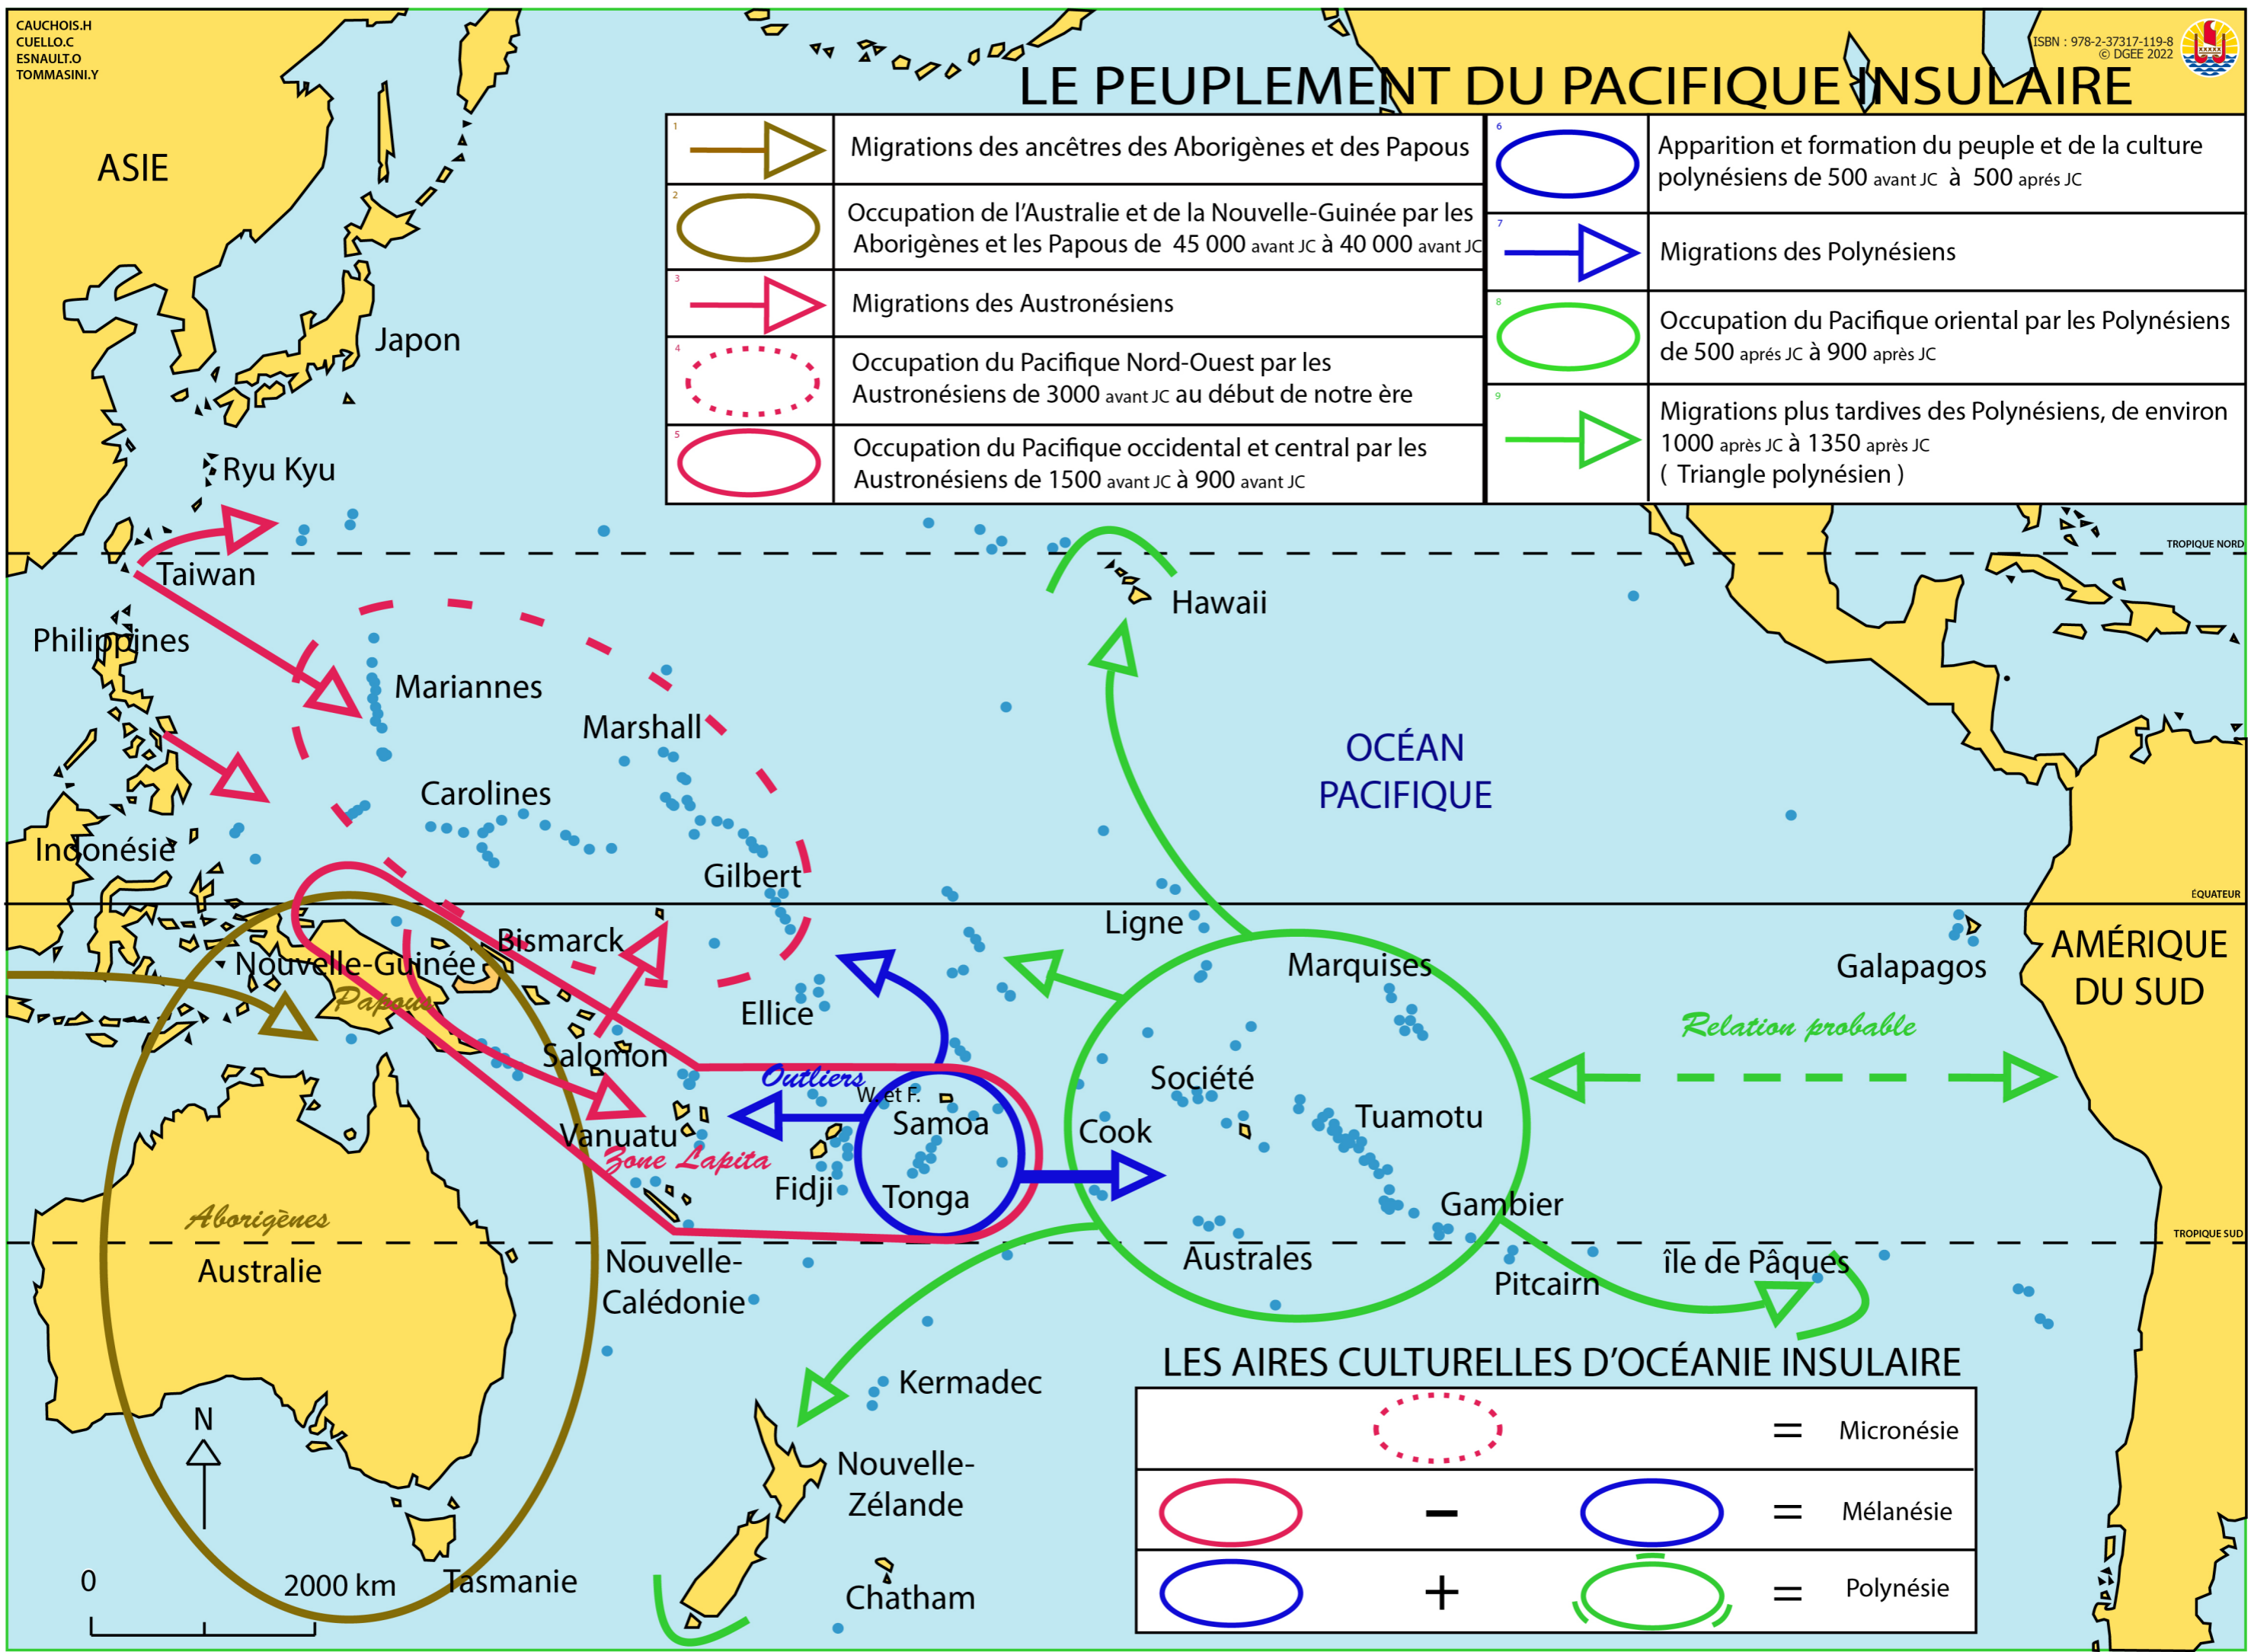 CAUCHOIS.H
CUELLO.C
ESNAULT.O
TOMMASINI.Y
ISBN : 978-2-37317-119-8
© DGEE 2022
LE PEUPLEMENT DU PACIFIQUE INSULAIRE
1
Migrations des ancêtres des Aborigènes et des Papous
2
Occupation de l'Australie et de la Nouvelle-Guinée par les
Aborigènes et les Papous de 45 000 avant JC à 40 000 avant JC
3
Migrations des Austronésiens
4
Occupation du Pacifique Nord-Ouest par les
Austronésiens de 3000 avant JC au début de notre ère
5
Occupation du Pacifique occidental et central par les
Austronésiens de 1500 avant JC à 900 avant JC
6
Apparition et formation du peuple et de la culture
polynésiens de 500 avant JC à 500 aprés JC
7
Migrations des Polynésiens
8
Occupation du Pacifique oriental par les Polynésiens
de 500 aprés JC à 900 après JC
9
Migrations plus tardives des Polynésiens, de environ
1000 après JC à 1350 après JC
( Triangle polynésien )
ASIE
Japon
Ryu Kyu
TROPIQUE NORD
Taiwan
Hawaii
Philippines
Mariannes
Marshall
OCÉAN
PACIFIQUE
Carolines
Indonésie
Gilbert
ÉQUATEUR
Ligne
Bismarck
Nouvelle-Guinée
Papous
Marquises
Galapagos
AMÉRIQUE
DU SUD
Ellice
Relation probable
Salomon
Outliers
W. et F.
Société
Samoa
Tuamotu
Cook
Vanuatu
Zone Lapita
Fidji
Tonga
Gambier
Aborigènes
Australie
TROPIQUE SUD
Nouvelle-
Calédonie
Australes
île de Pâques
Pitcairn
Kermadec
Nouvelle-
Zélande
Chatham
Tasmanie
N
0
2000 km
LES AIRES CULTURELLES D'OCÉANIE INSULAIRE
= Micronésie
– = Mélanésie
+ = Polynésie